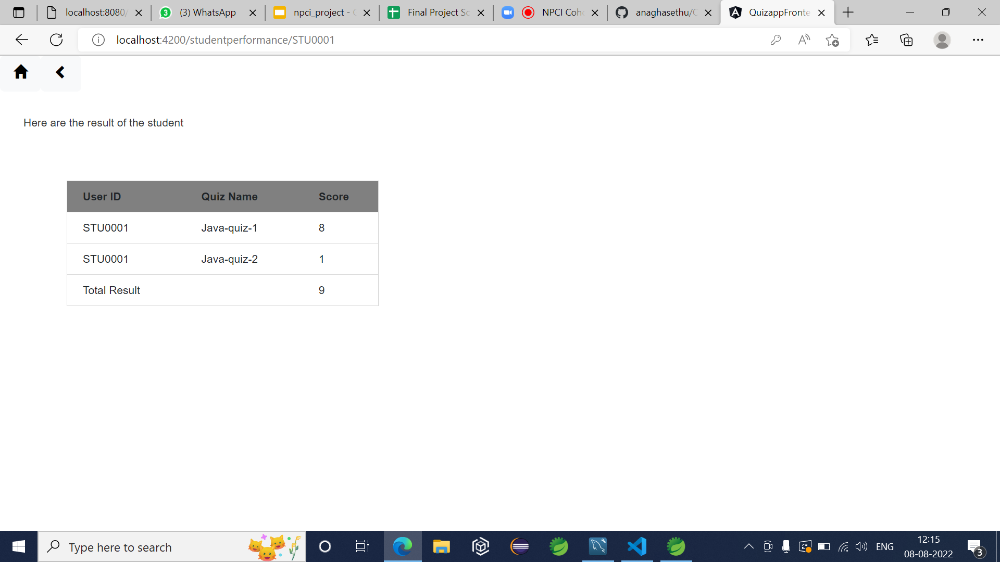 localhost:8080/
3 (3) WhatsApp
npci_project -
Final Project Sc
NPCI Coh
anaghasethu/
QuizappFronte
localhost:4200/studentperformance/STU0001
Here are the result of the student
User ID Quiz Name Score
STU0001 Java-quiz-1 8
STU0001 Java-quiz-2 1
Total Result 9
Type here to search
ENG
12:15
08-08-2022
3